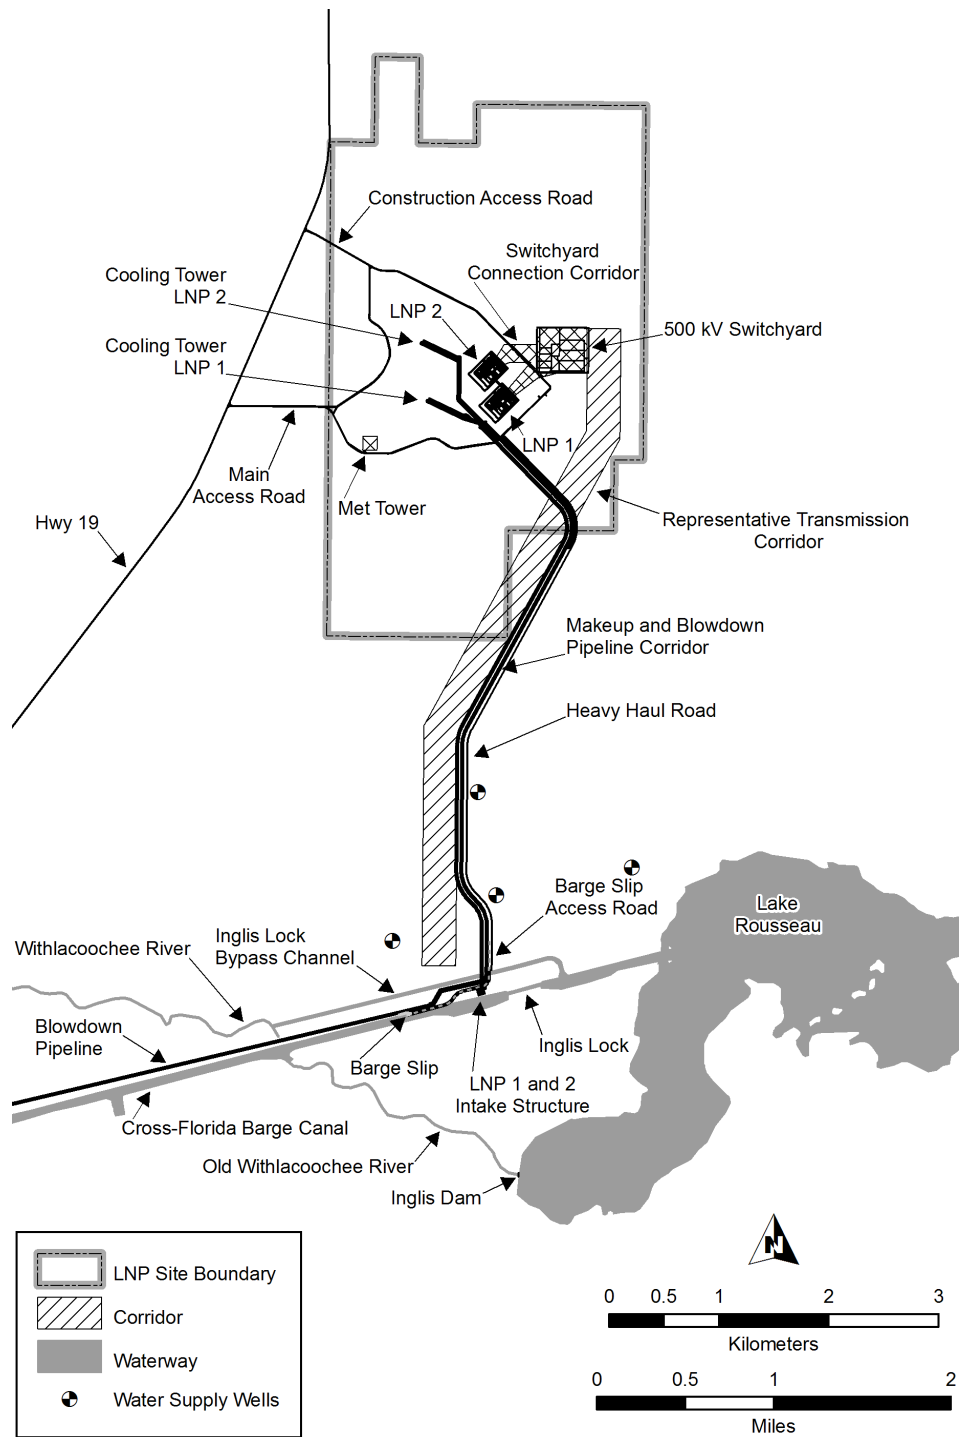 Construction Access Road
Switchyard
Connection Corridor
Cooling Tower
LNP 2
LNP 2
500 kV Switchyard
Cooling Tower
LNP 1
LNP 1
Main
Access Road
Met Tower
Hwy 19
Representative Transmission
Corridor
Makeup and Blowdown
Pipeline Corridor
Heavy Haul Road
Barge Slip
Access Road
Lake
Rousseau
Withlacoochee River
Inglis Lock
Bypass Channel
Blowdown
Pipeline
Inglis Lock
Barge Slip
LNP 1 and 2
Intake Structure
Cross-Florida Barge Canal
Old Withlacoochee River
Inglis Dam
LNP Site Boundary
Corridor
Waterway
Water Supply Wells
N
0 0.5 1 2 3
Kilometers
0 0.5 1 2
Miles